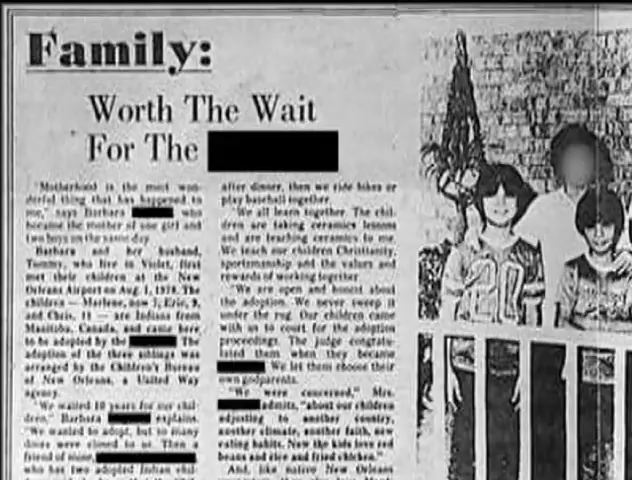 Family:
Worth The Wait
For The
"Motherhood is the most won-
derful thing that has happened to
me," says Barbara who
became the mother of one girl and
two boys on the same day.
Barbara and her husband,
Tommy, who live in Violet, first
met their children at the New
Orleans Airport on Aug. 1, 1978. The
children — Marlene, now 7; Eric, 9,
and Chris, 11 — are Indians from
Manitoba, Canada, and came here
to be adopted by the The
adoption of the three siblings was
arranged by the Children's Bureau
of New Orleans, a United Way
agency.
"We waited 10 years for our chil-
dren," Barbara explains.
"We wanted to adopt, but so many
doors were closed to us. Then a
friend of mine,
who has two adopted Indian chil-
after dinner, then we ride bikes or
play baseball together.
"We all learn together. The chil-
dren are taking ceramics lessons
and are teaching ceramics to me.
We teach our children Christianity,
sportsmanship and the values and
rewards of working together.
"We are open and honest about
the adoption. We never sweep it
under the rug. Our children came
with us to court for the adoption
proceedings. The judge congratu-
lated them when they became
We let them choose their
own godparents.
"We were concerned," Mrs.
admits, "about our children
adjusting to another country,
another climate, another faith, new
eating habits. Now the kids love red
beans and rice and fried chicken."
And, like native New Orleans